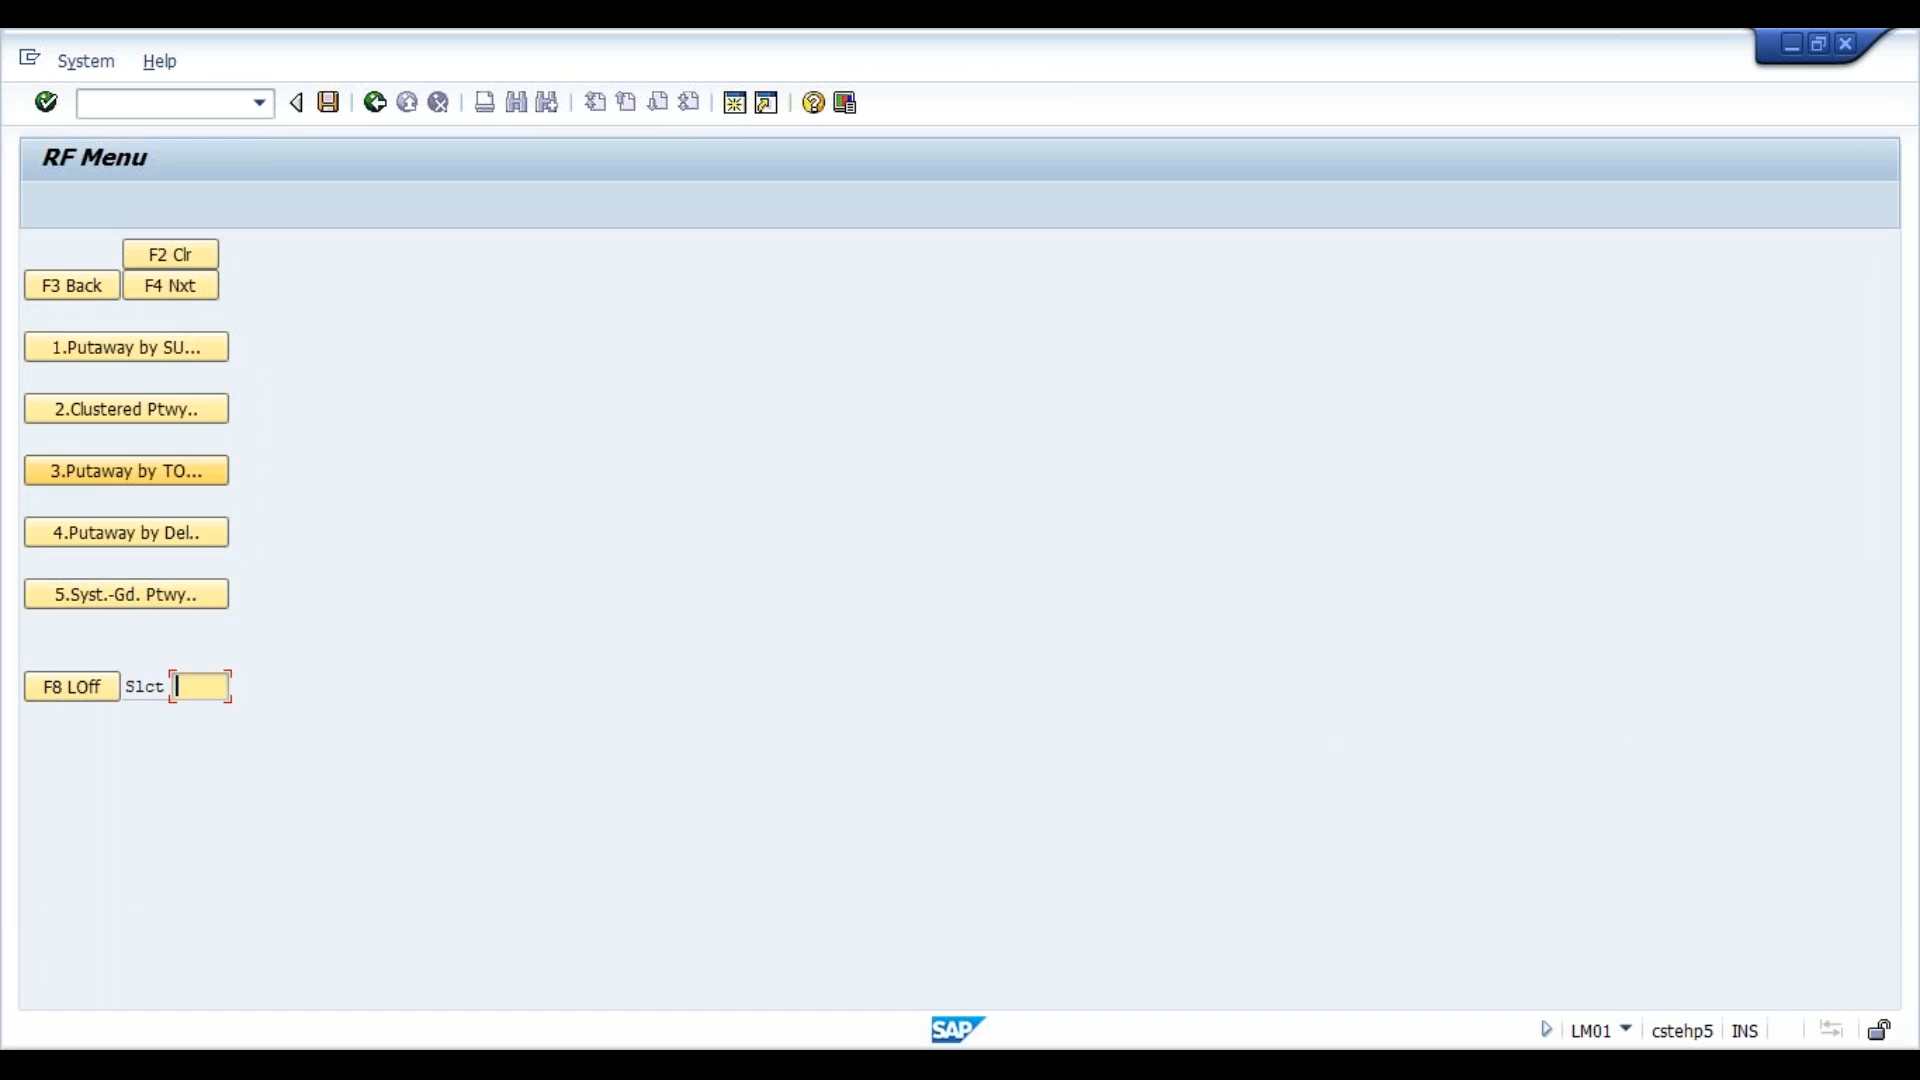 System Help
RF Menu
F2 Clr
F3 Back F4 Nxt
1.Putaway by SU...
2.Clustered Ptwy..
3.Putaway by TO...
4.Putaway by Del..
5.Syst.-Gd. Ptwy..
F8 LOff Slct
SAP LM01 cstehp5 INS